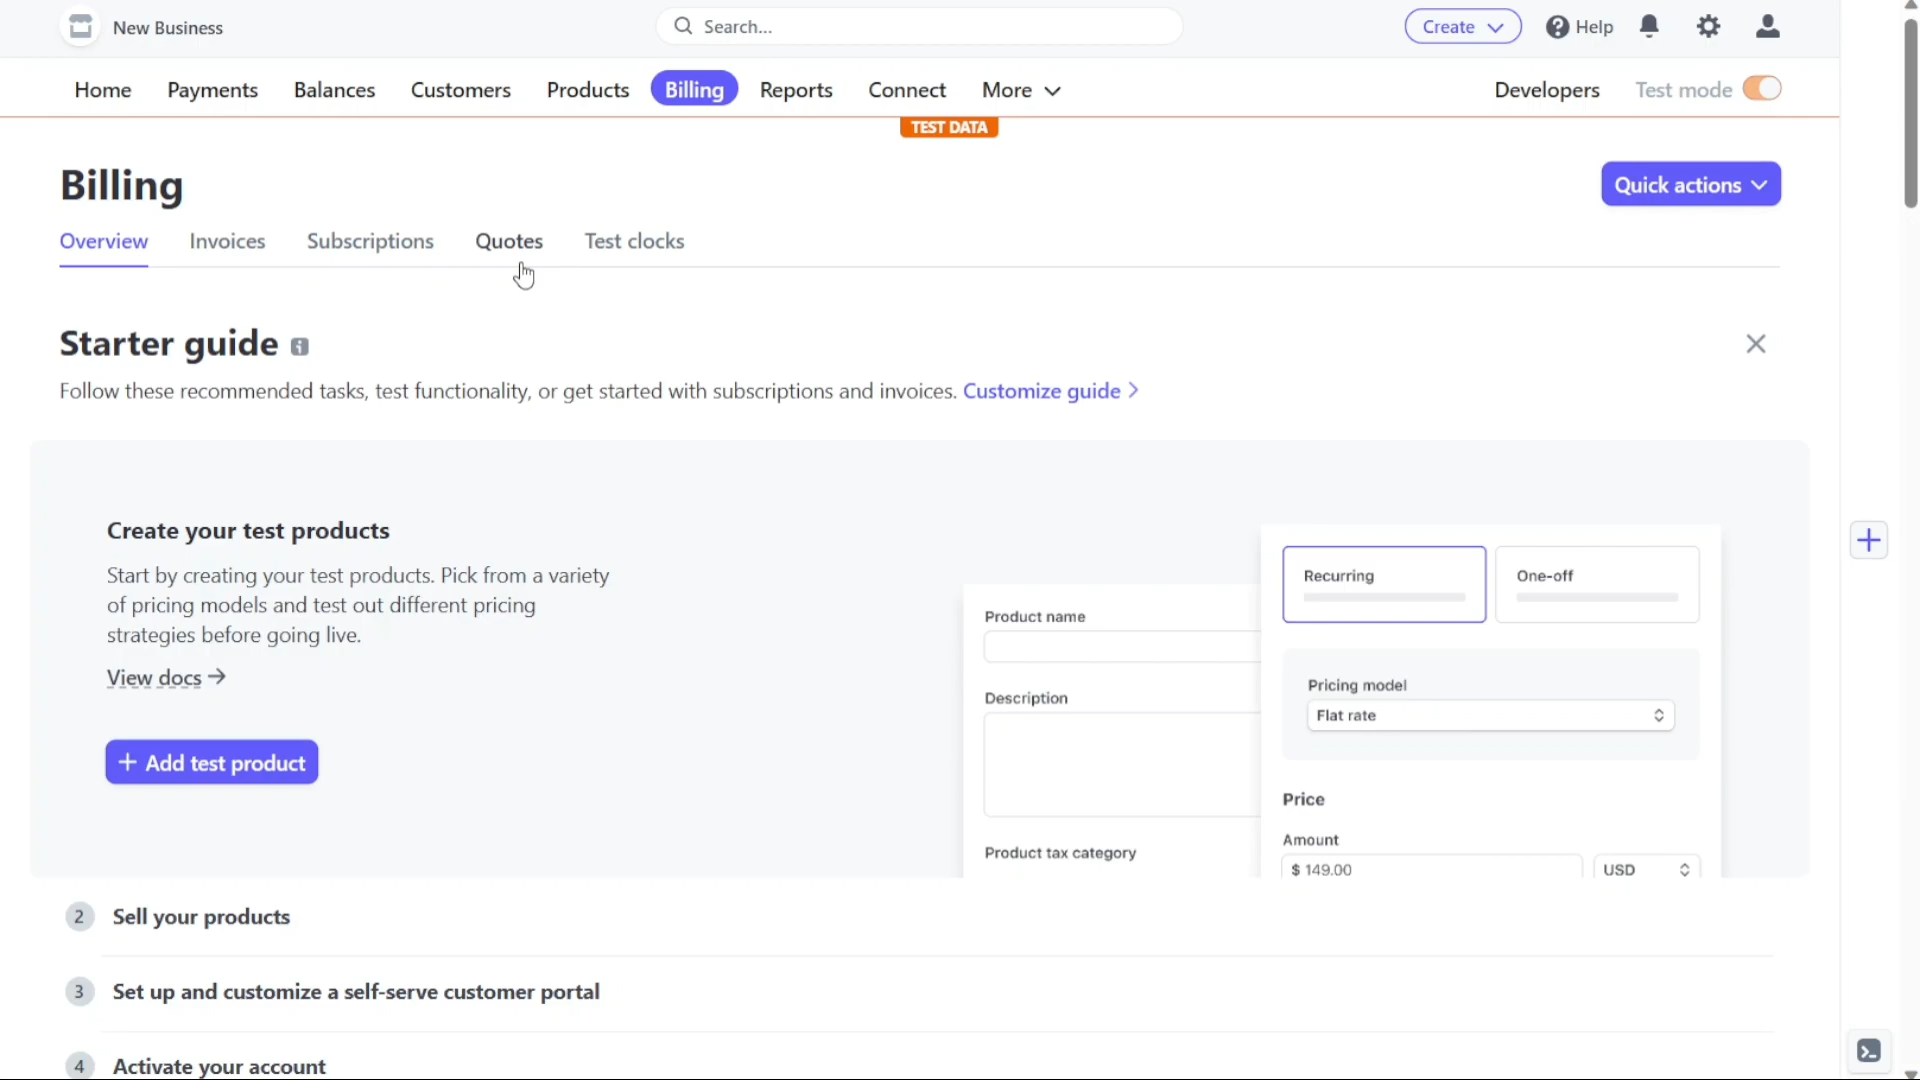 New Business
Search...
Create
Help
Home
Payments
Balances
Customers
Products
Billing
Reports
Connect
More
Developers
Test mode
TEST DATA
Billing
Quick actions
Overview
Invoices
Subscriptions
Quotes
Test clocks
Starter guide
Follow these recommended tasks, test functionality, or get started with subscriptions and invoices. Customize guide
Create your test products
Start by creating your test products. Pick from a variety
of pricing models and test out different pricing
strategies before going live.
View docs →
+ Add test product
Product name
Description
Product tax category
Recurring
One-off
Pricing model
Flat rate
Price
Amount
$ 149.00
USD
2 Sell your products
3 Set up and customize a self-serve customer portal
4 Activate your account